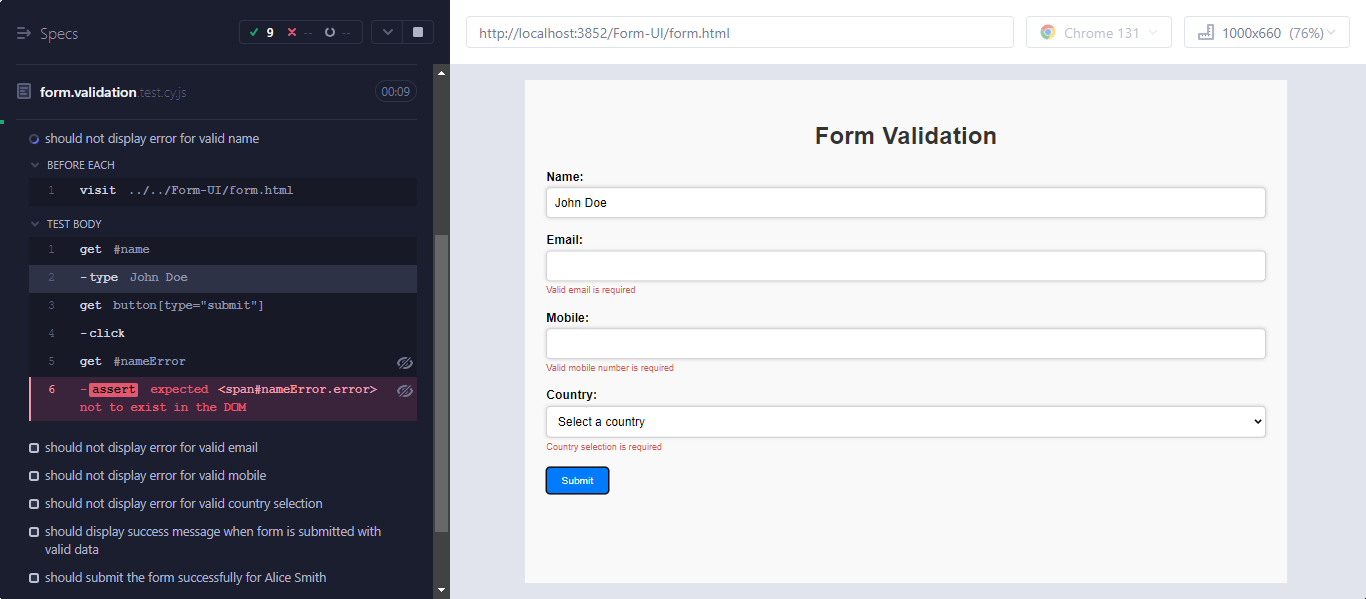 Specs
9 -- --
form.validation.test.cy.js 00:09
should not display error for valid name
BEFORE EACH
1 visit ../../Form-UI/form.html
TEST BODY
1 get #name
2 -type John Doe
3 get button[type="submit"]
4 -click
5 get #nameError
6 -assert expected <span#nameError.error>
not to exist in the DOM
should not display error for valid email
should not display error for valid mobile
should not display error for valid country selection
should display success message when form is submitted with
valid data
should submit the form successfully for Alice Smith
http://localhost:3852/Form-UI/form.html
Chrome 131
1000x660 (76%)
Form Validation
Name:
John Doe
Email:
Valid email is required
Mobile:
Valid mobile number is required
Country:
Select a country
Country selection is required
Submit